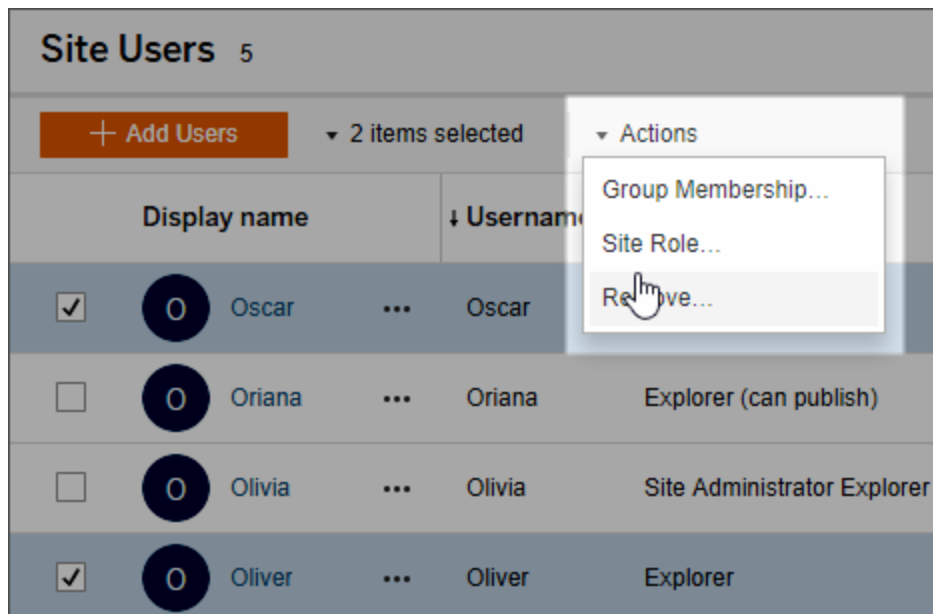 Site Users 5
+ Add Users 2 items selected Actions
Group Membership...
Display name ↓ Usernam
Site Role...
O Oscar ••• Oscar
Remove...
O Oriana ••• Oriana Explorer (can publish)
O Olivia ••• Olivia Site Administrator Explorer
O Oliver ••• Oliver Explorer